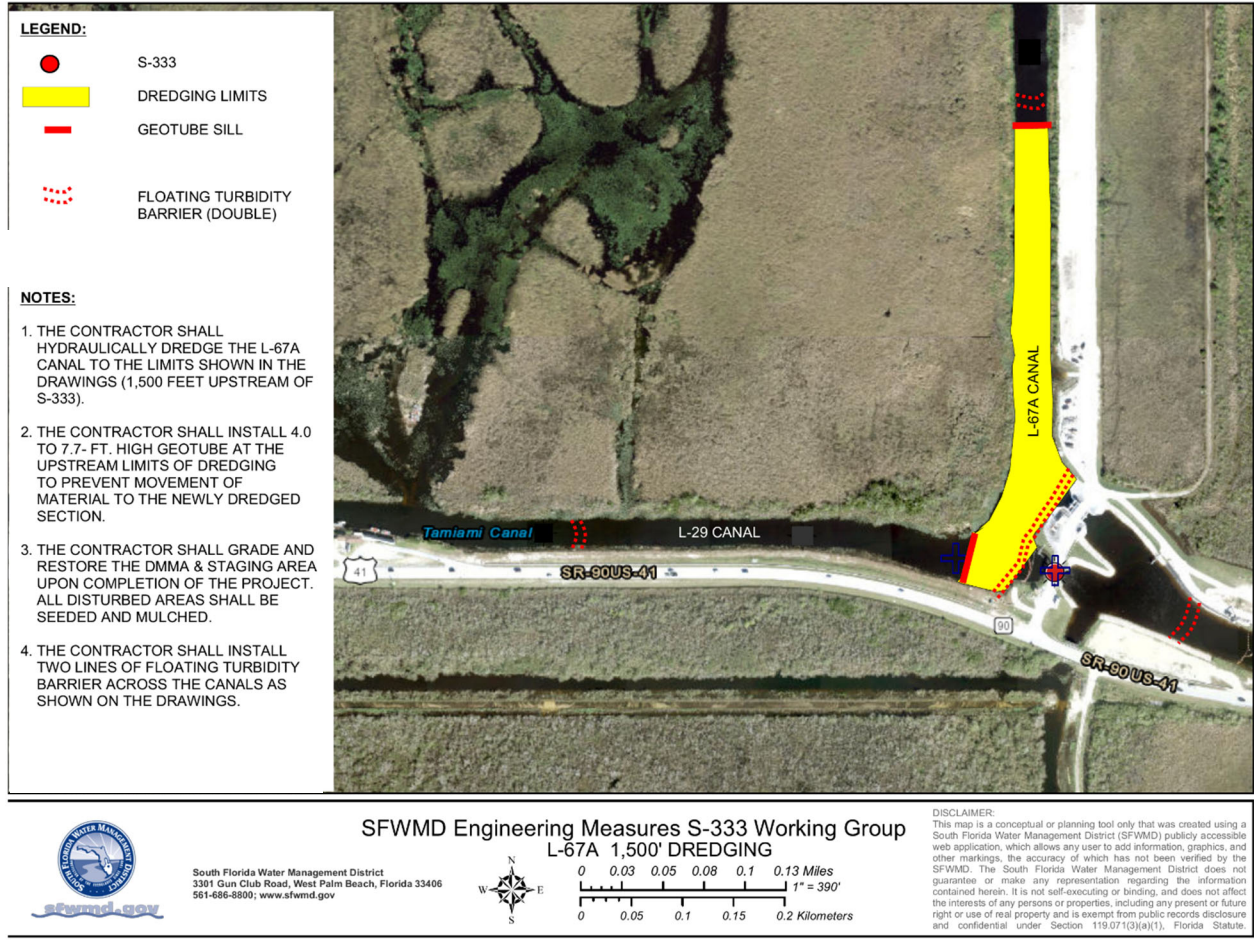 LEGEND:
S-333
DREDGING LIMITS
GEOTUBE SILL
FLOATING TURBIDITY
BARRIER (DOUBLE)
NOTES:
1. THE CONTRACTOR SHALL
HYDRAULICALLY DREDGE THE L-67A
CANAL TO THE LIMITS SHOWN IN THE
DRAWINGS (1,500 FEET UPSTREAM OF
S-333).
2. THE CONTRACTOR SHALL INSTALL 4.0
TO 7.7- FT. HIGH GEOTUBE AT THE
UPSTREAM LIMITS OF DREDGING
TO PREVENT MOVEMENT OF
MATERIAL TO THE NEWLY DREDGED
SECTION.
3. THE CONTRACTOR SHALL GRADE AND
RESTORE THE DMMA & STAGING AREA
UPON COMPLETION OF THE PROJECT.
ALL DISTURBED AREAS SHALL BE
SEEDED AND MULCHED.
4. THE CONTRACTOR SHALL INSTALL
TWO LINES OF FLOATING TURBIDITY
BARRIER ACROSS THE CANALS AS
SHOWN ON THE DRAWINGS.
L-67A CANAL
Tamiami Canal
L-29 CANAL
41
SR-90US-41
90
SR-90 US-41
SOUTH FLORIDA WATER MANAGEMENT DISTRICT
sfwmd.gov
South Florida Water Management District
3301 Gun Club Road, West Palm Beach, Florida 33406
561-686-8800; www.sfwmd.gov
SFWMD Engineering Measures S-333 Working Group
L-67A 1,500' DREDGING
N
W E
S
0 0.03 0.05 0.08 0.1 0.13 Miles
1" = 390'
0 0.05 0.1 0.15 0.2 Kilometers
DISCLAIMER:
This map is a conceptual or planning tool only that was created using a
South Florida Water Management District (SFWMD) publicly accessible
web application, which allows any user to add information, graphics, and
other markings, the accuracy of which has not been verified by the
SFWMD. The South Florida Water Management District does not
guarantee or make any representation regarding the information
contained herein. It is not self-executing or binding, and does not affect
the interests of any persons or properties, including any present or future
right or use of real property and is exempt from public records disclosure
and confidential under Section 119.071(3)(a)(1), Florida Statute.